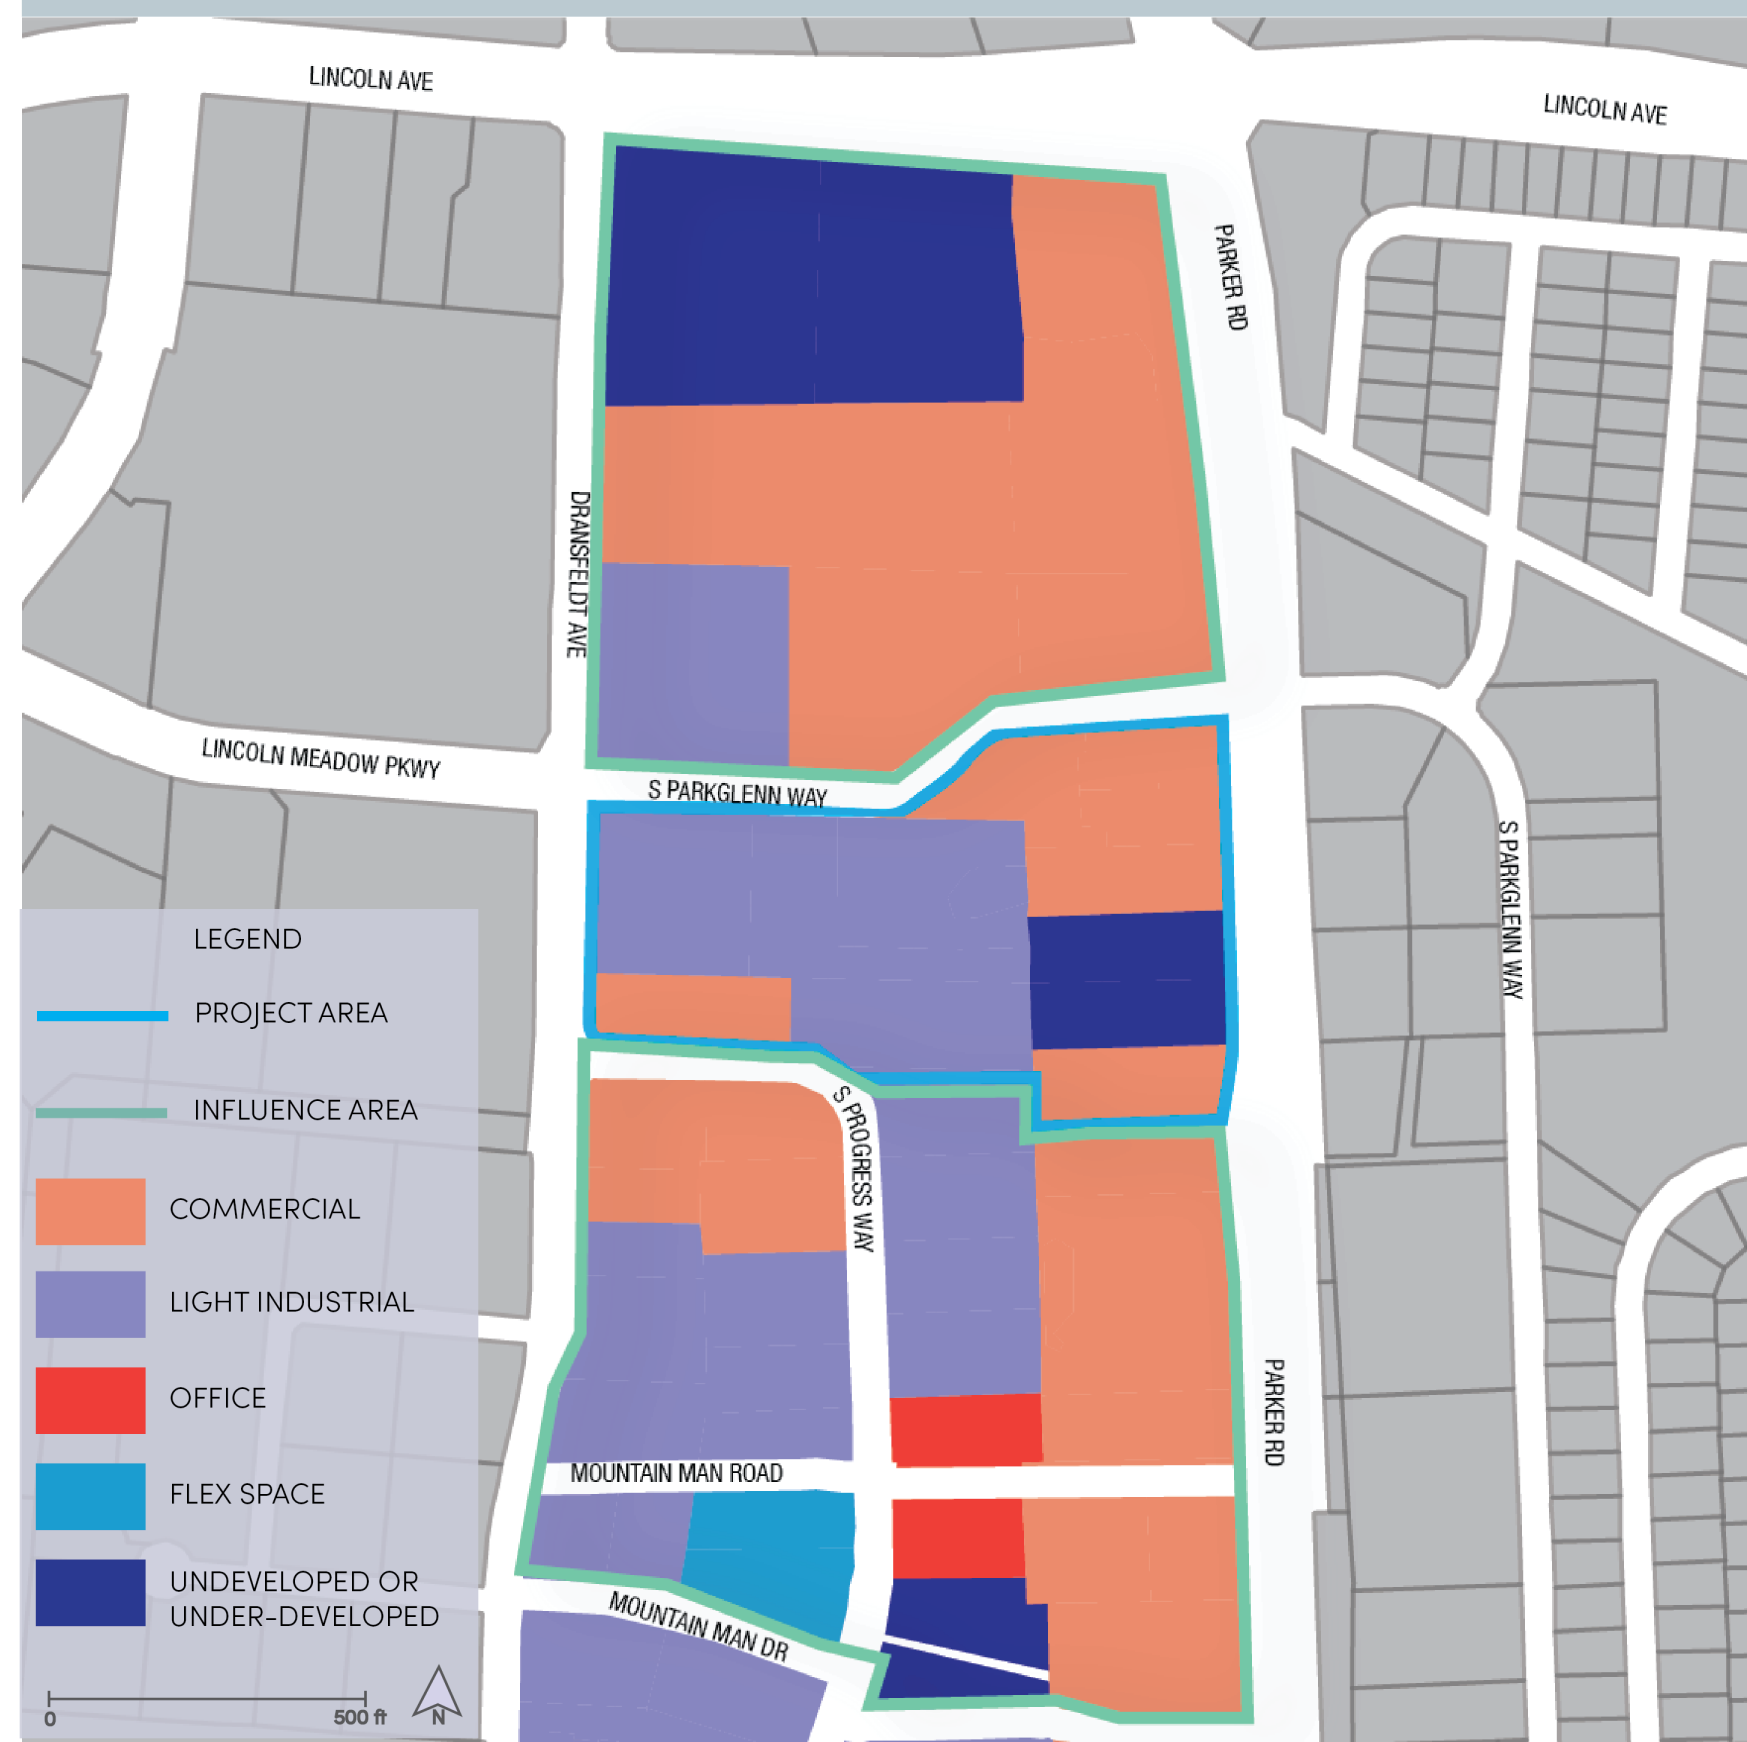 LINCOLN AVE
LINCOLN AVE
PARKER RD
DRANSFELDT AVE
LINCOLN MEADOW PKWY
S PARKGLENN WAY
S PARKGLENN WAY
LEGEND
PROJECT AREA
INFLUENCE AREA
COMMERCIAL
LIGHT INDUSTRIAL
OFFICE
FLEX SPACE
UNDEVELOPED OR
UNDER-DEVELOPED
0
500 ft
N
S PROGRESS WAY
PARKER RD
MOUNTAIN MAN ROAD
MOUNTAIN MAN DR